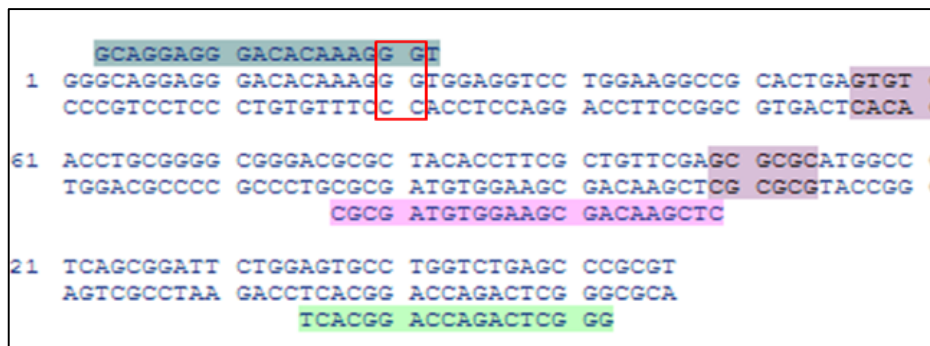 GCAGGAGG GACACAAAGG GT
1 GGGCAGGAGG GACACAAAGG GTGGAGGTCC TGGAAGGCCG CACTGAGTGT
CCCGTCCTCC CTGTGTTTCC CACCTCCAGG ACCTTCCGGC GTGACTCACA
61 ACCTGCGGGG CGGGACGCGC TACACCTTCG CTGTTCGAGC GCGCATGGCC
TGGACGCCCC GCCCTGCGCG ATGTGGAAGC GACAAGCTCG CGCGTACCGG
CGCG ATGTGGAAGC GACAAGCTC
21 TCAGCGGATT CTGGAGTGCC TGGTCTGAGC CCGCGT
AGTCGCCTAA GACCTCACGG ACCAGACTCG GGCGCA
TCACGG ACCAGACTCG GG